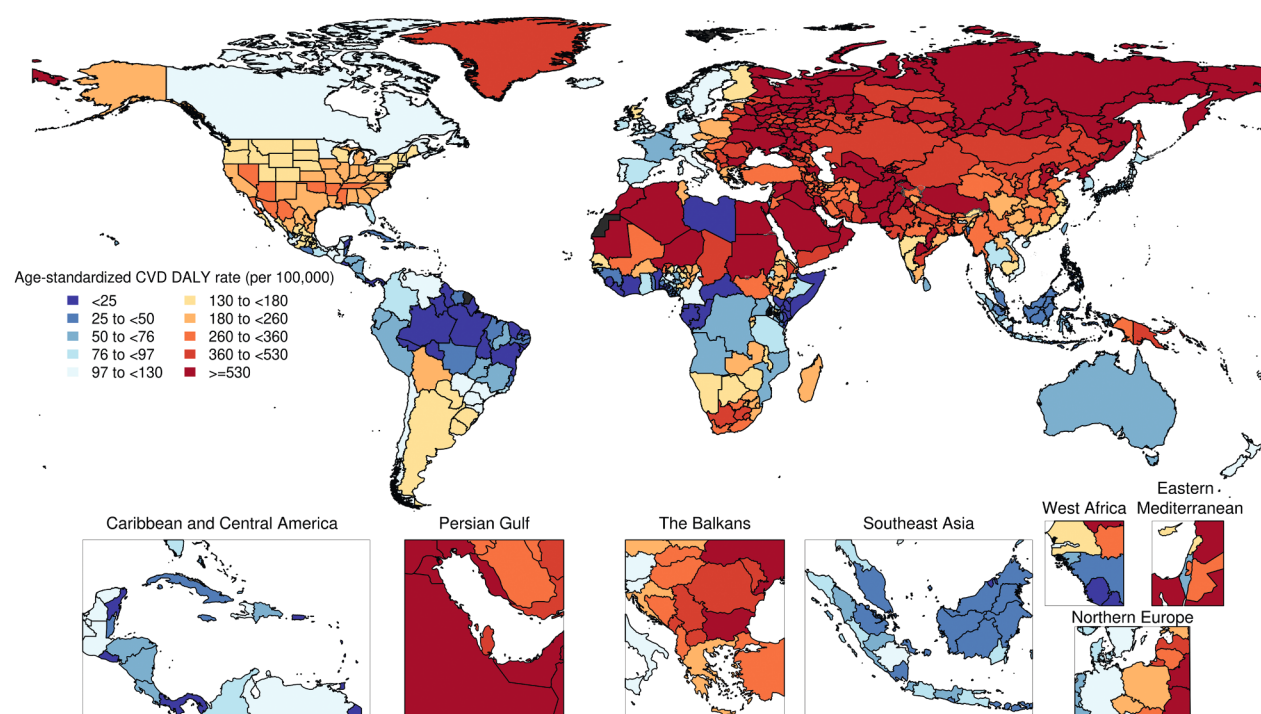 Age-standardized CVD DALY rate (per 100,000)
<25
25 to <50
50 to <76
76 to <97
97 to <130
130 to <180
180 to <260
260 to <360
360 to <530
>=530
Caribbean and Central America
Persian Gulf
The Balkans
Southeast Asia
West Africa
Eastern
Mediterranean
Northern Europe